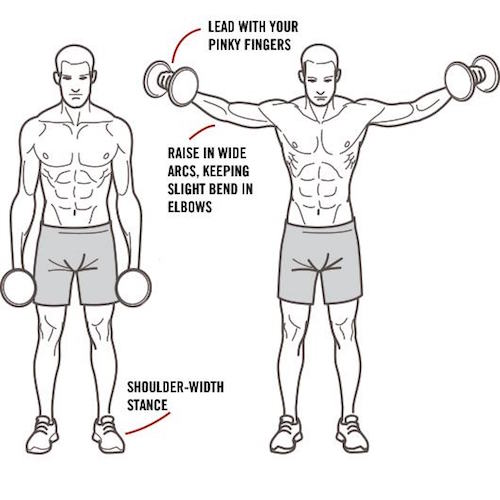 LEAD WITH YOUR
PINKY FINGERS
RAISE IN WIDE
ARCS, KEEPING
SLIGHT BEND IN
ELBOWS
SHOULDER-WIDTH
STANCE